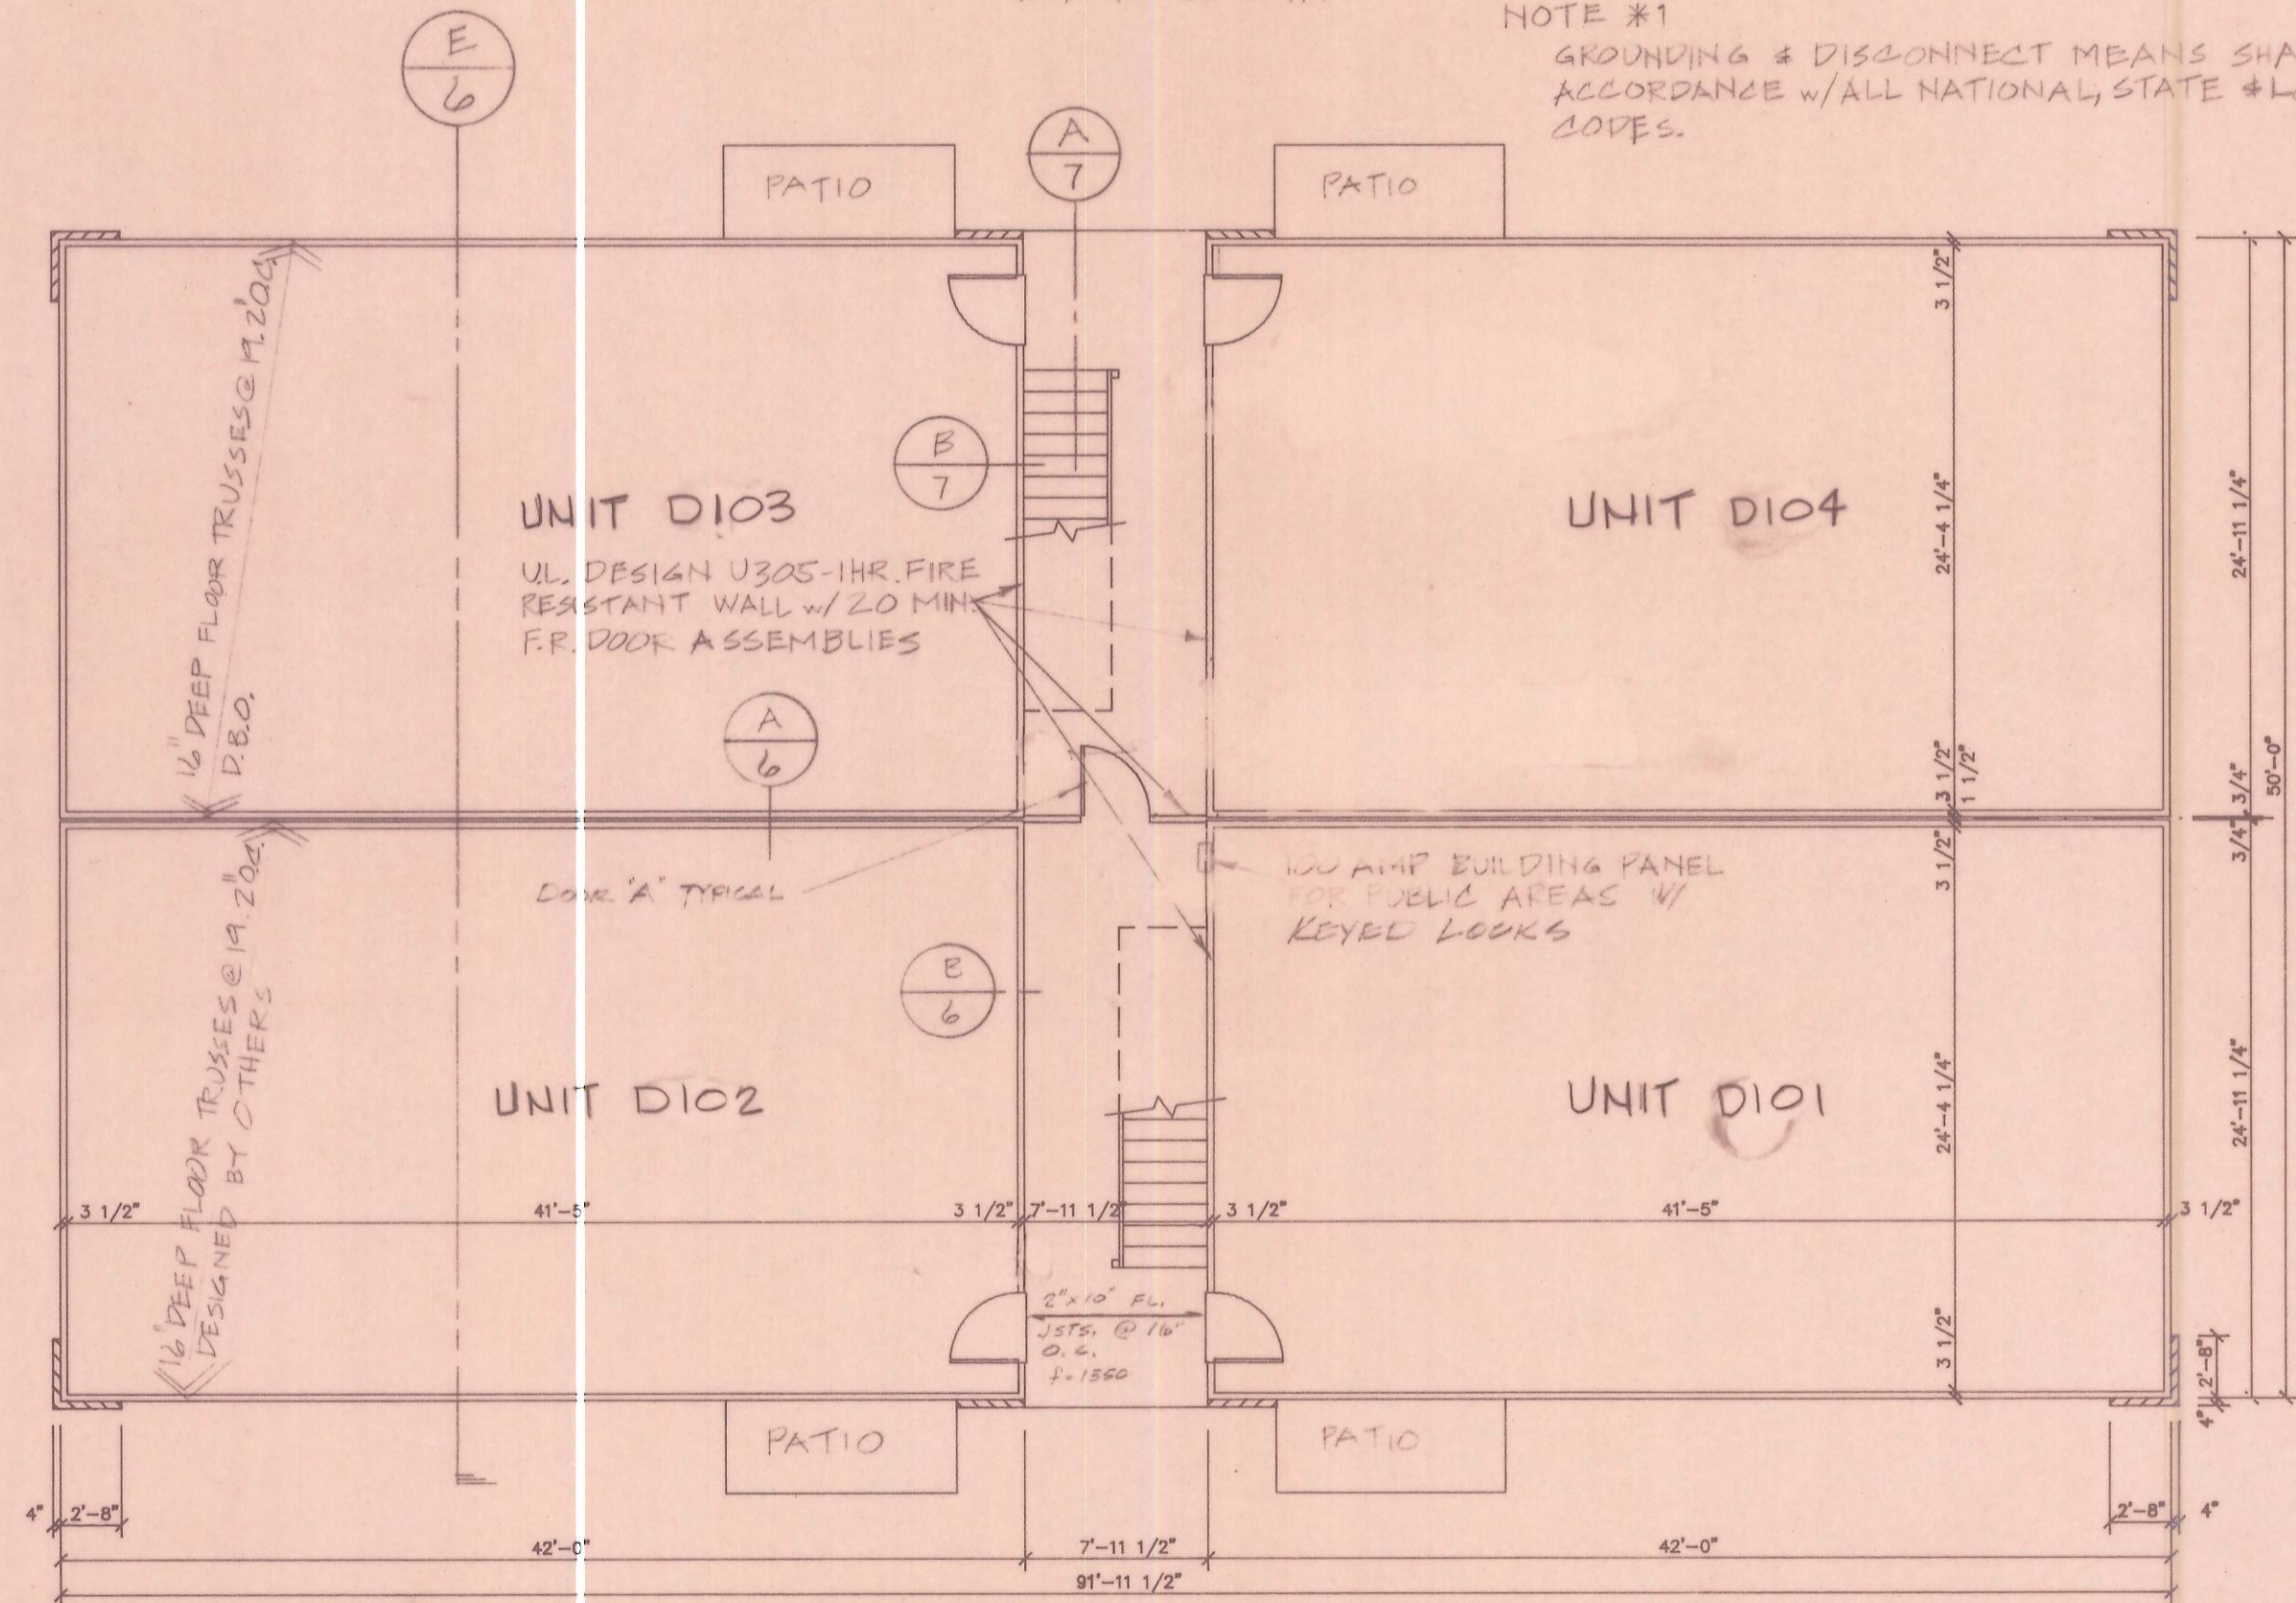 NOTE *1
GROUNDING & DISCONNECT MEANS SHA
ACCORDANCE w/ALL NATIONAL, STATE & L
CODES.
E
6
A
7
PATIO
PATIO
16" DEEP FLOOR TRUSSES @ 19.2" O.C.
D.B.O.
B
7
UNIT D103
U.L. DESIGN U305-1HR. FIRE
RESISTANT WALL w/ 20 MIN.
F.R. DOOR ASSEMBLIES
UNIT D104
3 1/2"
24'-4 1/4"
3 1/2"
1 1/2"
24'-11 1/4"
3/4"
50'-0"
A
6
DOOR "A" TYPICAL
100 AMP BUILDING PANEL
FOR PUBLIC AREAS W/
KEYED LOCKS
3 1/2"
3/4"
16" DEEP FLOOR TRUSSES @ 19.2" O.C.
DESIGNED BY OTHERS
6
UNIT D102
UNIT D101
24'-4 1/4"
24'-11 1/4"
3 1/2"
41'-5"
3 1/2"
7'-11 1/2
3 1/2"
41'-5"
3 1/2"
2"x10" FL.
JSTS. @ 16"
O.C.
f=1350
3 1/2"
2'-8"
4"
PATIO
PATIO
4"
2'-8"
2'-8"
4"
42'-0"
7'-11 1/2"
42'-0"
91'-11 1/2"